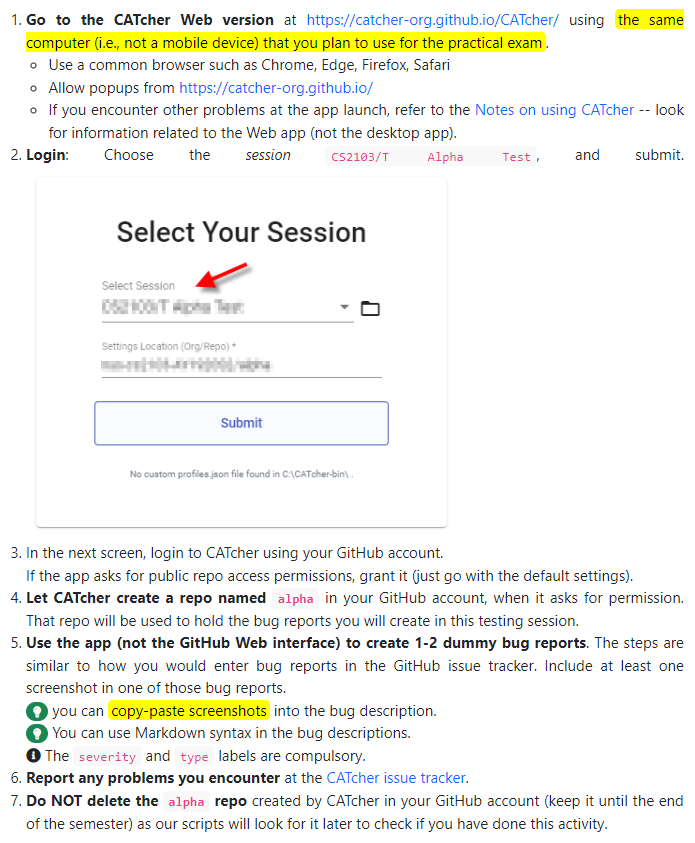 1. Go to the CATcher Web version at https://catcher-org.github.io/CATcher/ using the same
computer (i.e., not a mobile device) that you plan to use for the practical exam.
Use a common browser such as Chrome, Edge, Firefox, Safari
Allow popups from https://catcher-org.github.io/
If you encounter other problems at the app launch, refer to the Notes on using CATcher -- look
for information related to the Web app (not the desktop app).
2. Login: Choose the session CS2103/T Alpha Test, and submit.
Select Your Session
Select Session
CS2103/T Alpha Test
Settings Location (Org/Repo) *
Submit
No custom profiles.json file found in C:\CATcher-bin\ .
3. In the next screen, login to CATcher using your GitHub account.
If the app asks for public repo access permissions, grant it (just go with the default settings).
4. Let CATcher create a repo named alpha in your GitHub account, when it asks for permission.
That repo will be used to hold the bug reports you will create in this testing session.
5. Use the app (not the GitHub Web interface) to create 1-2 dummy bug reports. The steps are
similar to how you would enter bug reports in the GitHub issue tracker. Include at least one
screenshot in one of those bug reports.
you can copy-paste screenshots into the bug description.
You can use Markdown syntax in the bug descriptions.
The severity and type labels are compulsory.
6. Report any problems you encounter at the CATcher issue tracker.
7. Do NOT delete the alpha repo created by CATcher in your GitHub account (keep it until the end
of the semester) as our scripts will look for it later to check if you have done this activity.